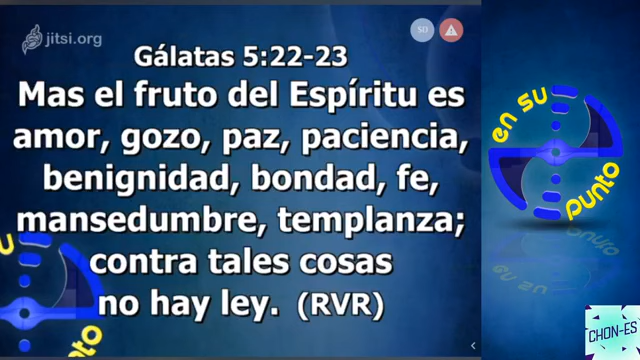 jitsi.org
SU
Gálatas 5:22-23
Mas el fruto del Espíritu es
amor, gozo, paz, paciencia,
benignidad, bondad, fe,
mansedumbre, templanza;
contra tales cosas
no hay ley. (RVR)
en su
punto
CHON-ES